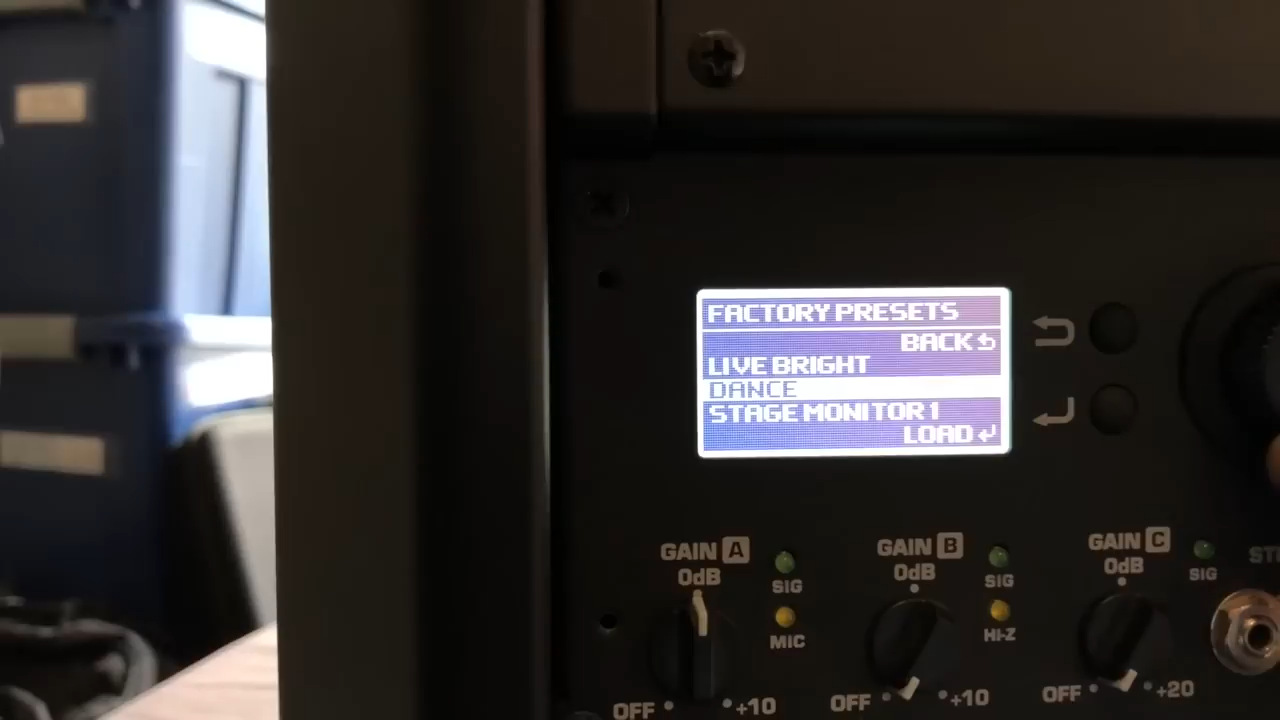 FACTORY PRESETS
BACK
LIVE BRIGHT
DANCE
STAGE MONITOR 1
LOAD
GAIN A
0dB
SIG
MIC
OFF
+10
GAIN B
0dB
SIG
HI-Z
OFF
+10
GAIN C
0dB
SIG
OFF
+20